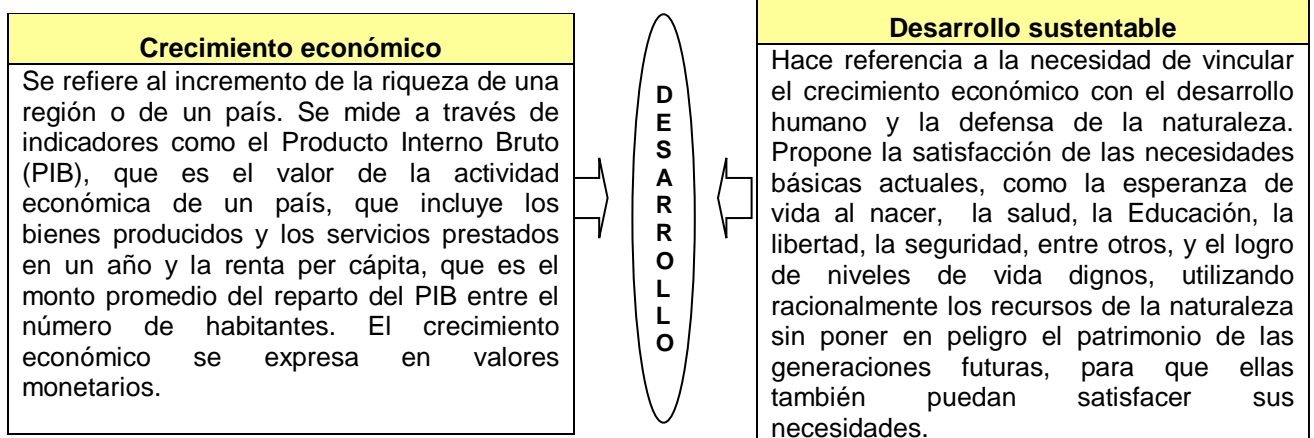 Crecimiento económico
Se refiere al incremento de la riqueza de una
región o de un país. Se mide a través de
indicadores como el Producto Interno Bruto
(PIB), que es el valor de la actividad
económica de un país, que incluye los
bienes producidos y los servicios prestados
en un año y la renta per cápita, que es el
monto promedio del reparto del PIB entre el
número de habitantes. El crecimiento
económico se expresa en valores
monetarios.
D
E
S
A
R
R
O
L
L
O
Desarrollo sustentable
Hace referencia a la necesidad de vincular
el crecimiento económico con el desarrollo
humano y la defensa de la naturaleza.
Propone la satisfacción de las necesidades
básicas actuales, como la esperanza de
vida al nacer, la salud, la Educación, la
libertad, la seguridad, entre otros, y el logro
de niveles de vida dignos, utilizando
racionalmente los recursos de la naturaleza
sin poner en peligro el patrimonio de las
generaciones futuras, para que ellas
también puedan satisfacer sus
necesidades.